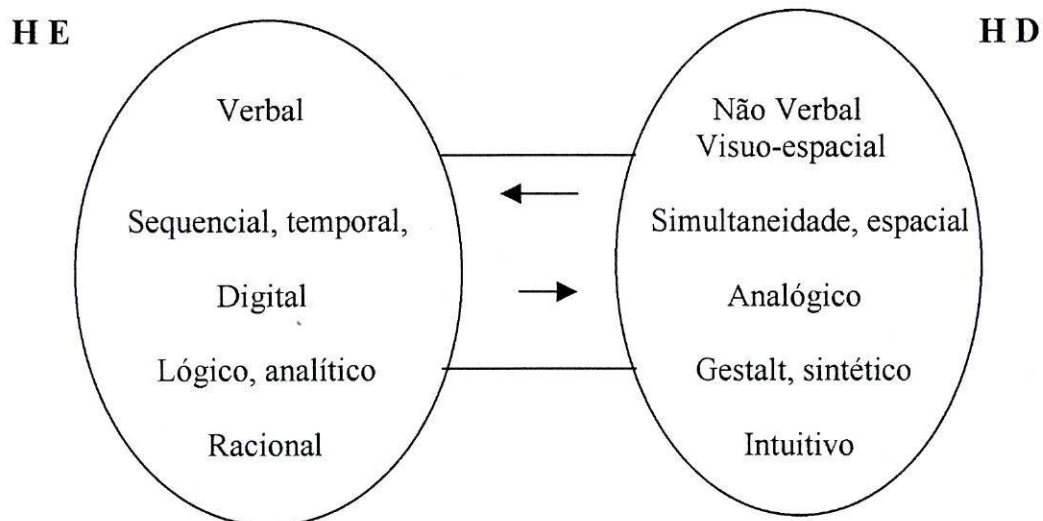 H E
H D
Verbal
Sequencial, temporal,
Digital
Lógico, analítico
Racional
Não Verbal
Visuo-espacial
Simultaneidade, espacial
Analógico
Gestalt, sintético
Intuitivo